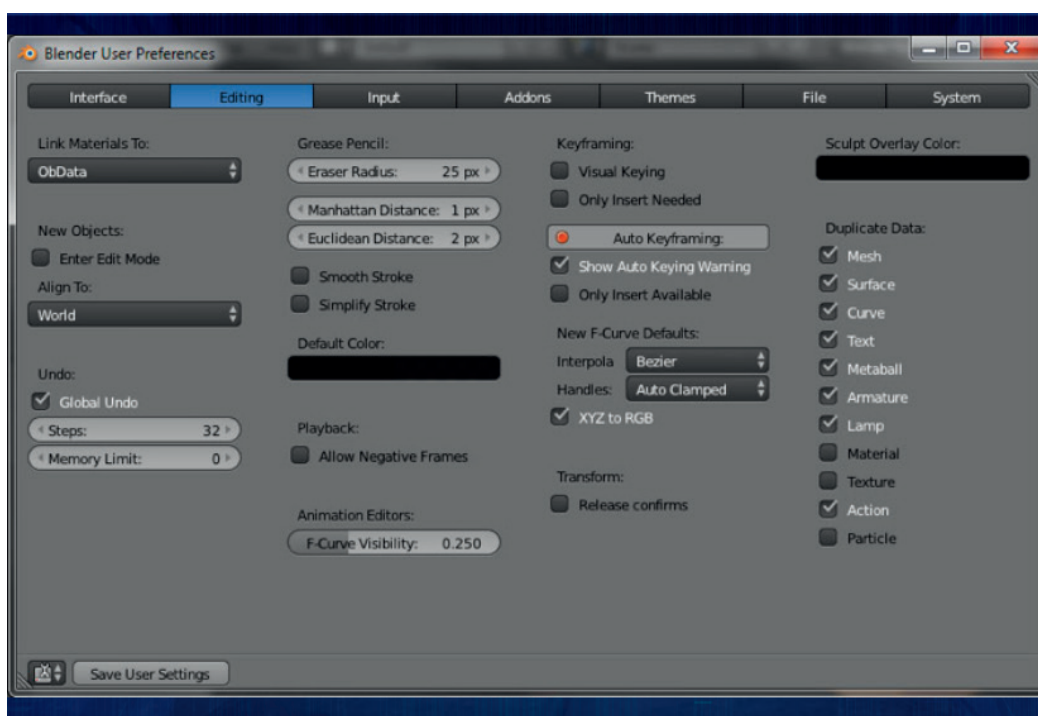 Blender User Preferences
Interface
Editing
Input
Addons
Themes
File
System
Link Materials To:
ObData
New Objects:
Enter Edit Mode
Align To:
World
Undo:
Global Undo
Steps: 32
Memory Limit: 0
Grease Pencil:
Eraser Radius: 25 px
Manhattan Distance: 1 px
Euclidean Distance: 2 px
Smooth Stroke
Simplify Stroke
Default Color:
Playback:
Allow Negative Frames
Animation Editors:
F-Curve Visibility: 0.250
Keyframing:
Visual Keying
Only Insert Needed
Auto Keyframing:
Show Auto Keying Warning
Only Insert Available
New F-Curve Defaults:
Interpola Bezier
Handles: Auto Clamped
XYZ to RGB
Transform:
Release confirms
Sculpt Overlay Color:
Duplicate Data:
Mesh
Surface
Curve
Text
Metaball
Armature
Lamp
Material
Texture
Action
Particle
Save User Settings